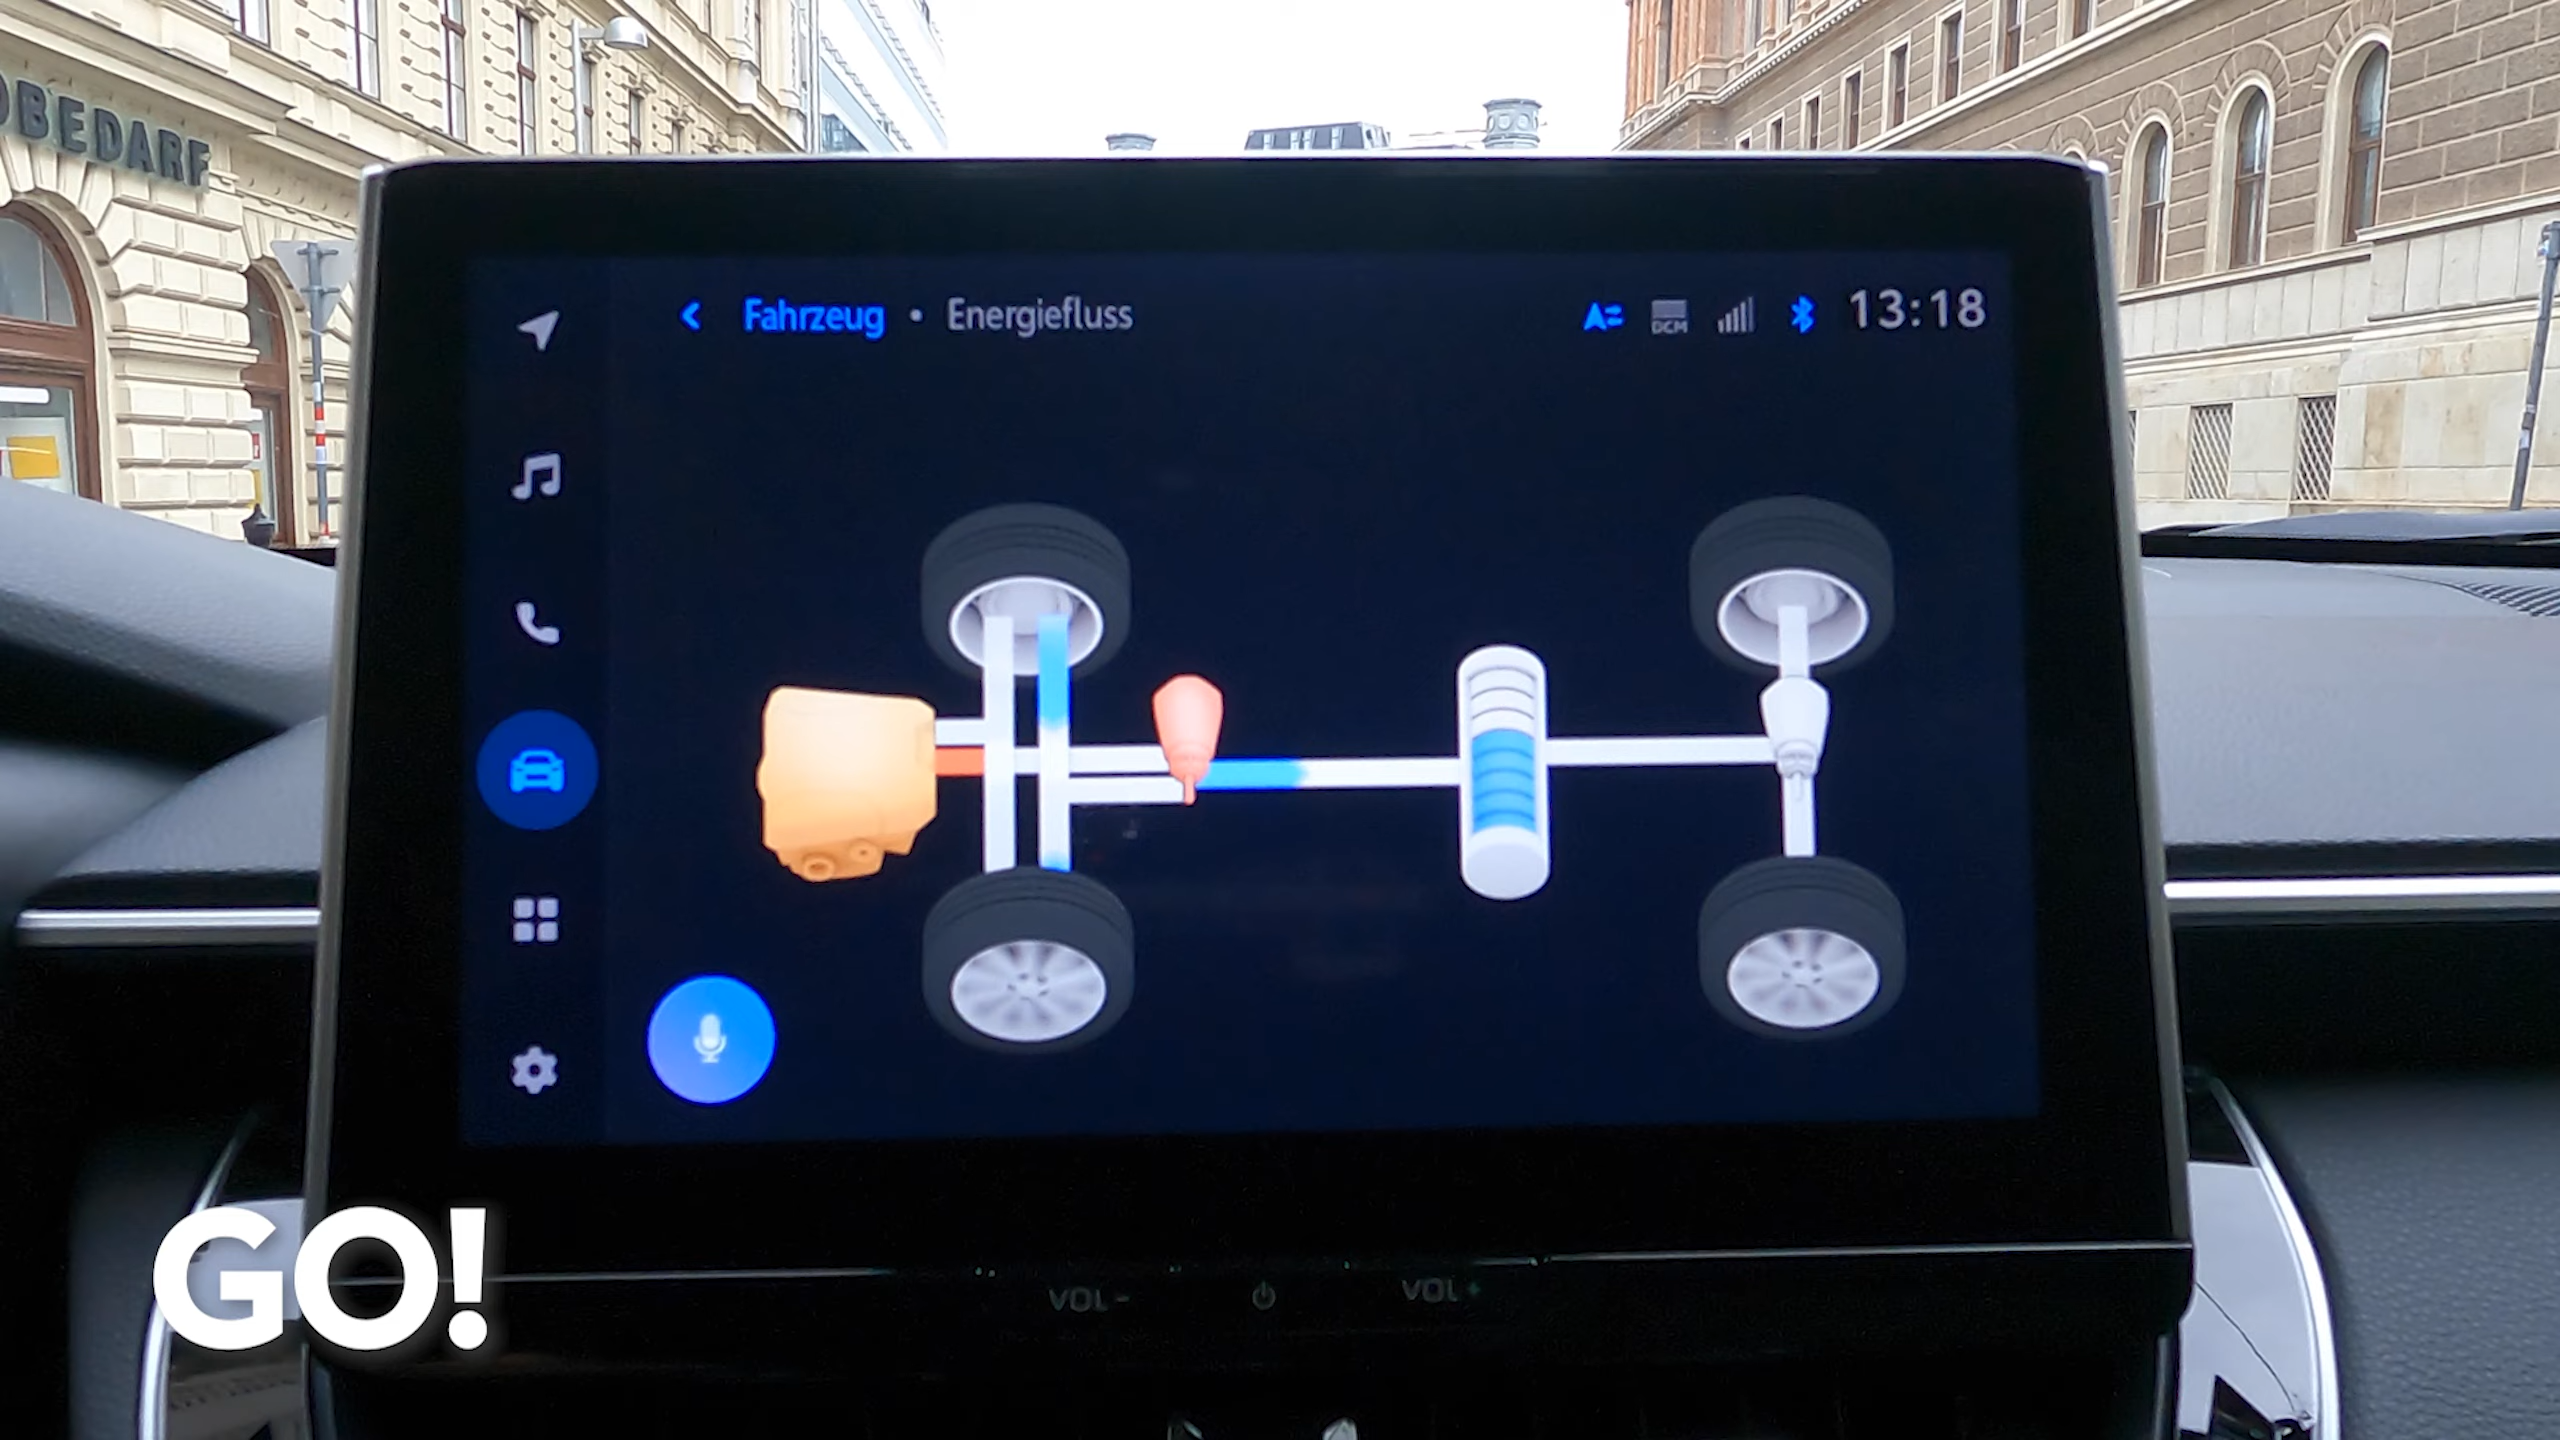 OBEDARF
Fahrzeug • Energiefluss
DCM
13:18
GO!
VOL -
VOL +